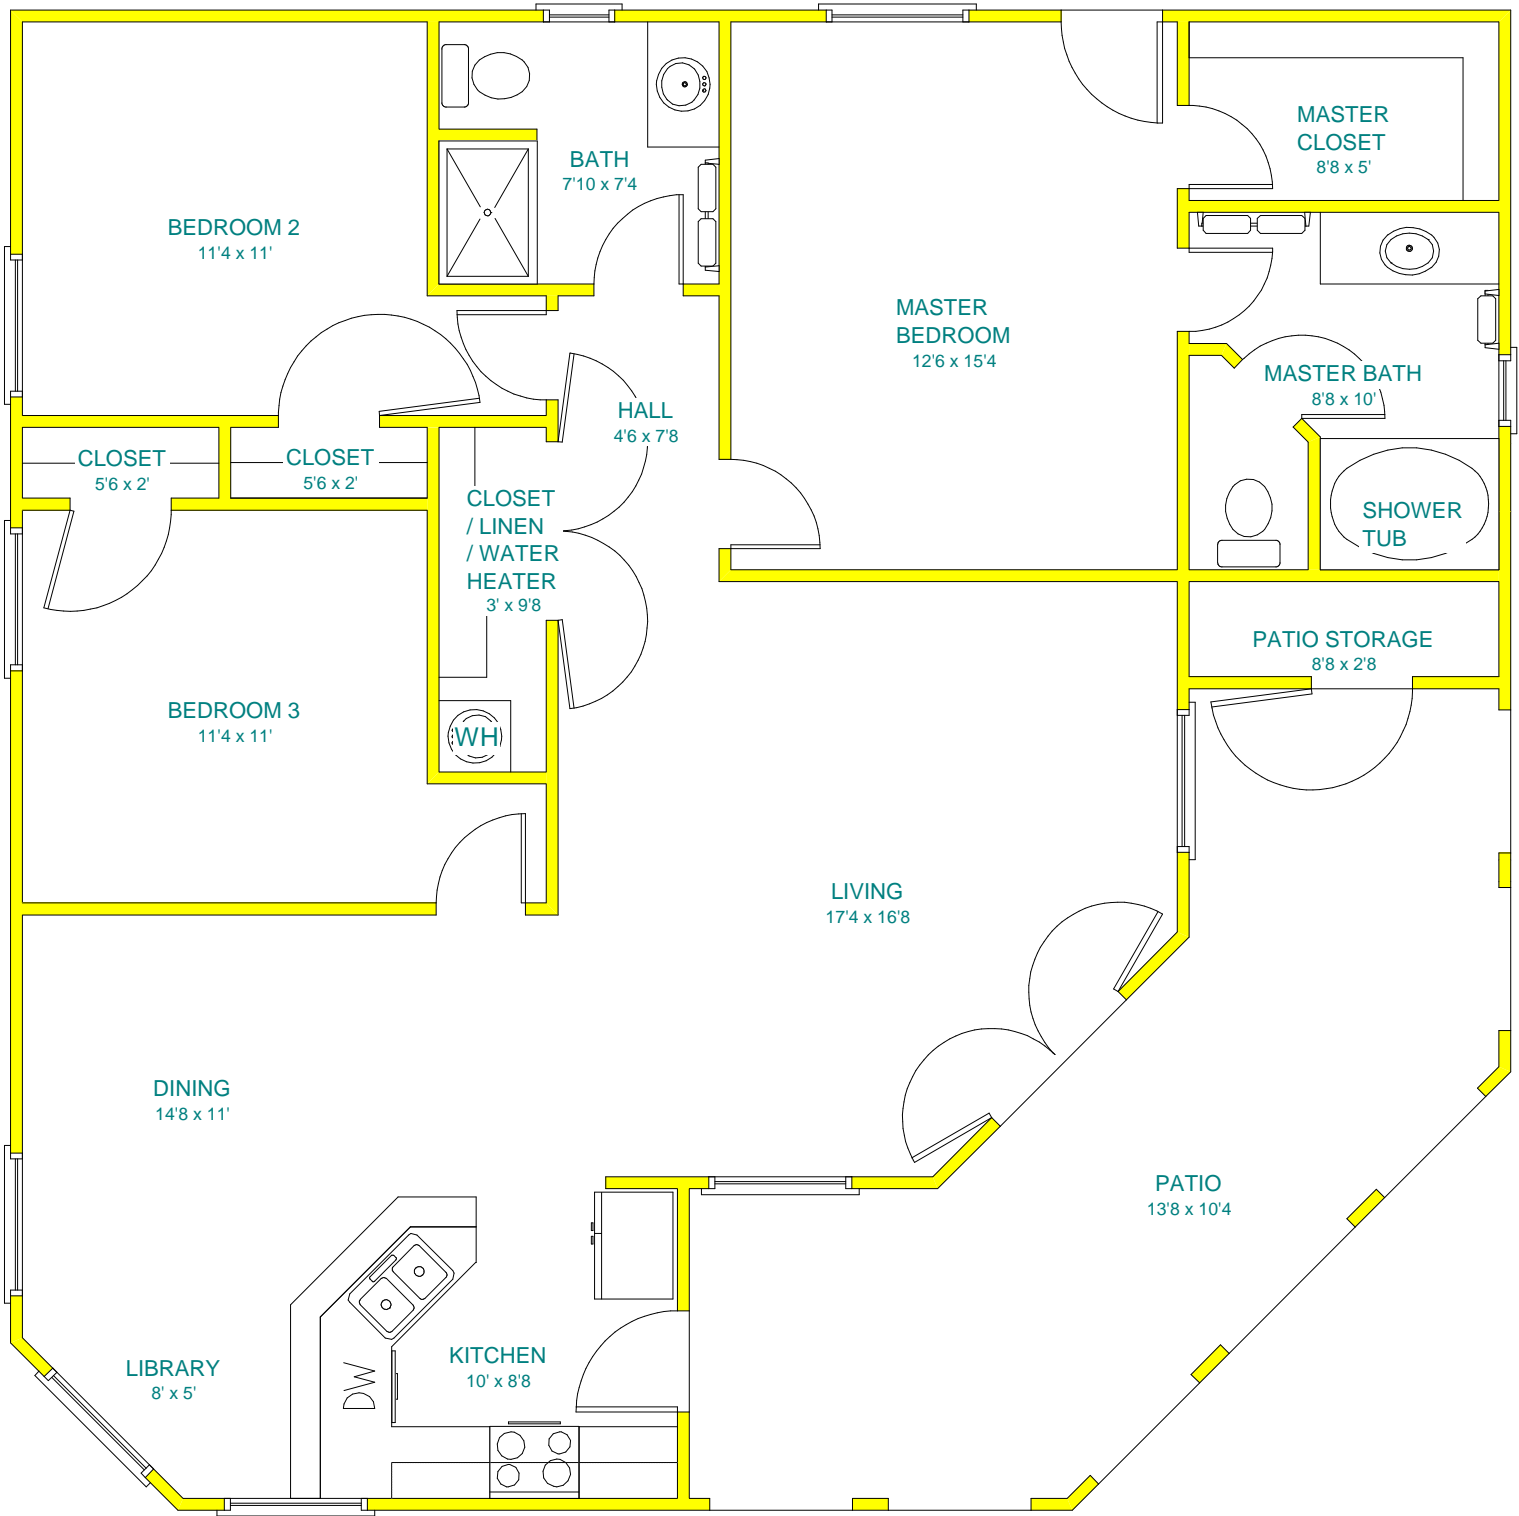 MASTER
CLOSET
8'8 x 5'
BATH
7'10 x 7'4
BEDROOM 2
11'4 x 11'
MASTER
BEDROOM
12'6 x 15'4
MASTER BATH
8'8 x 10'
HALL
4'6 x 7'8
CLOSET
5'6 x 2'
CLOSET
5'6 x 2'
CLOSET
/ LINEN
/ WATER
HEATER
3' x 9'8
SHOWER
TUB
PATIO STORAGE
8'8 x 2'8
BEDROOM 3
11'4 x 11'
WH
LIVING
17'4 x 16'8
DINING
14'8 x 11'
PATIO
13'8 x 10'4
LIBRARY
8' x 5'
KITCHEN
10' x 8'8
DW